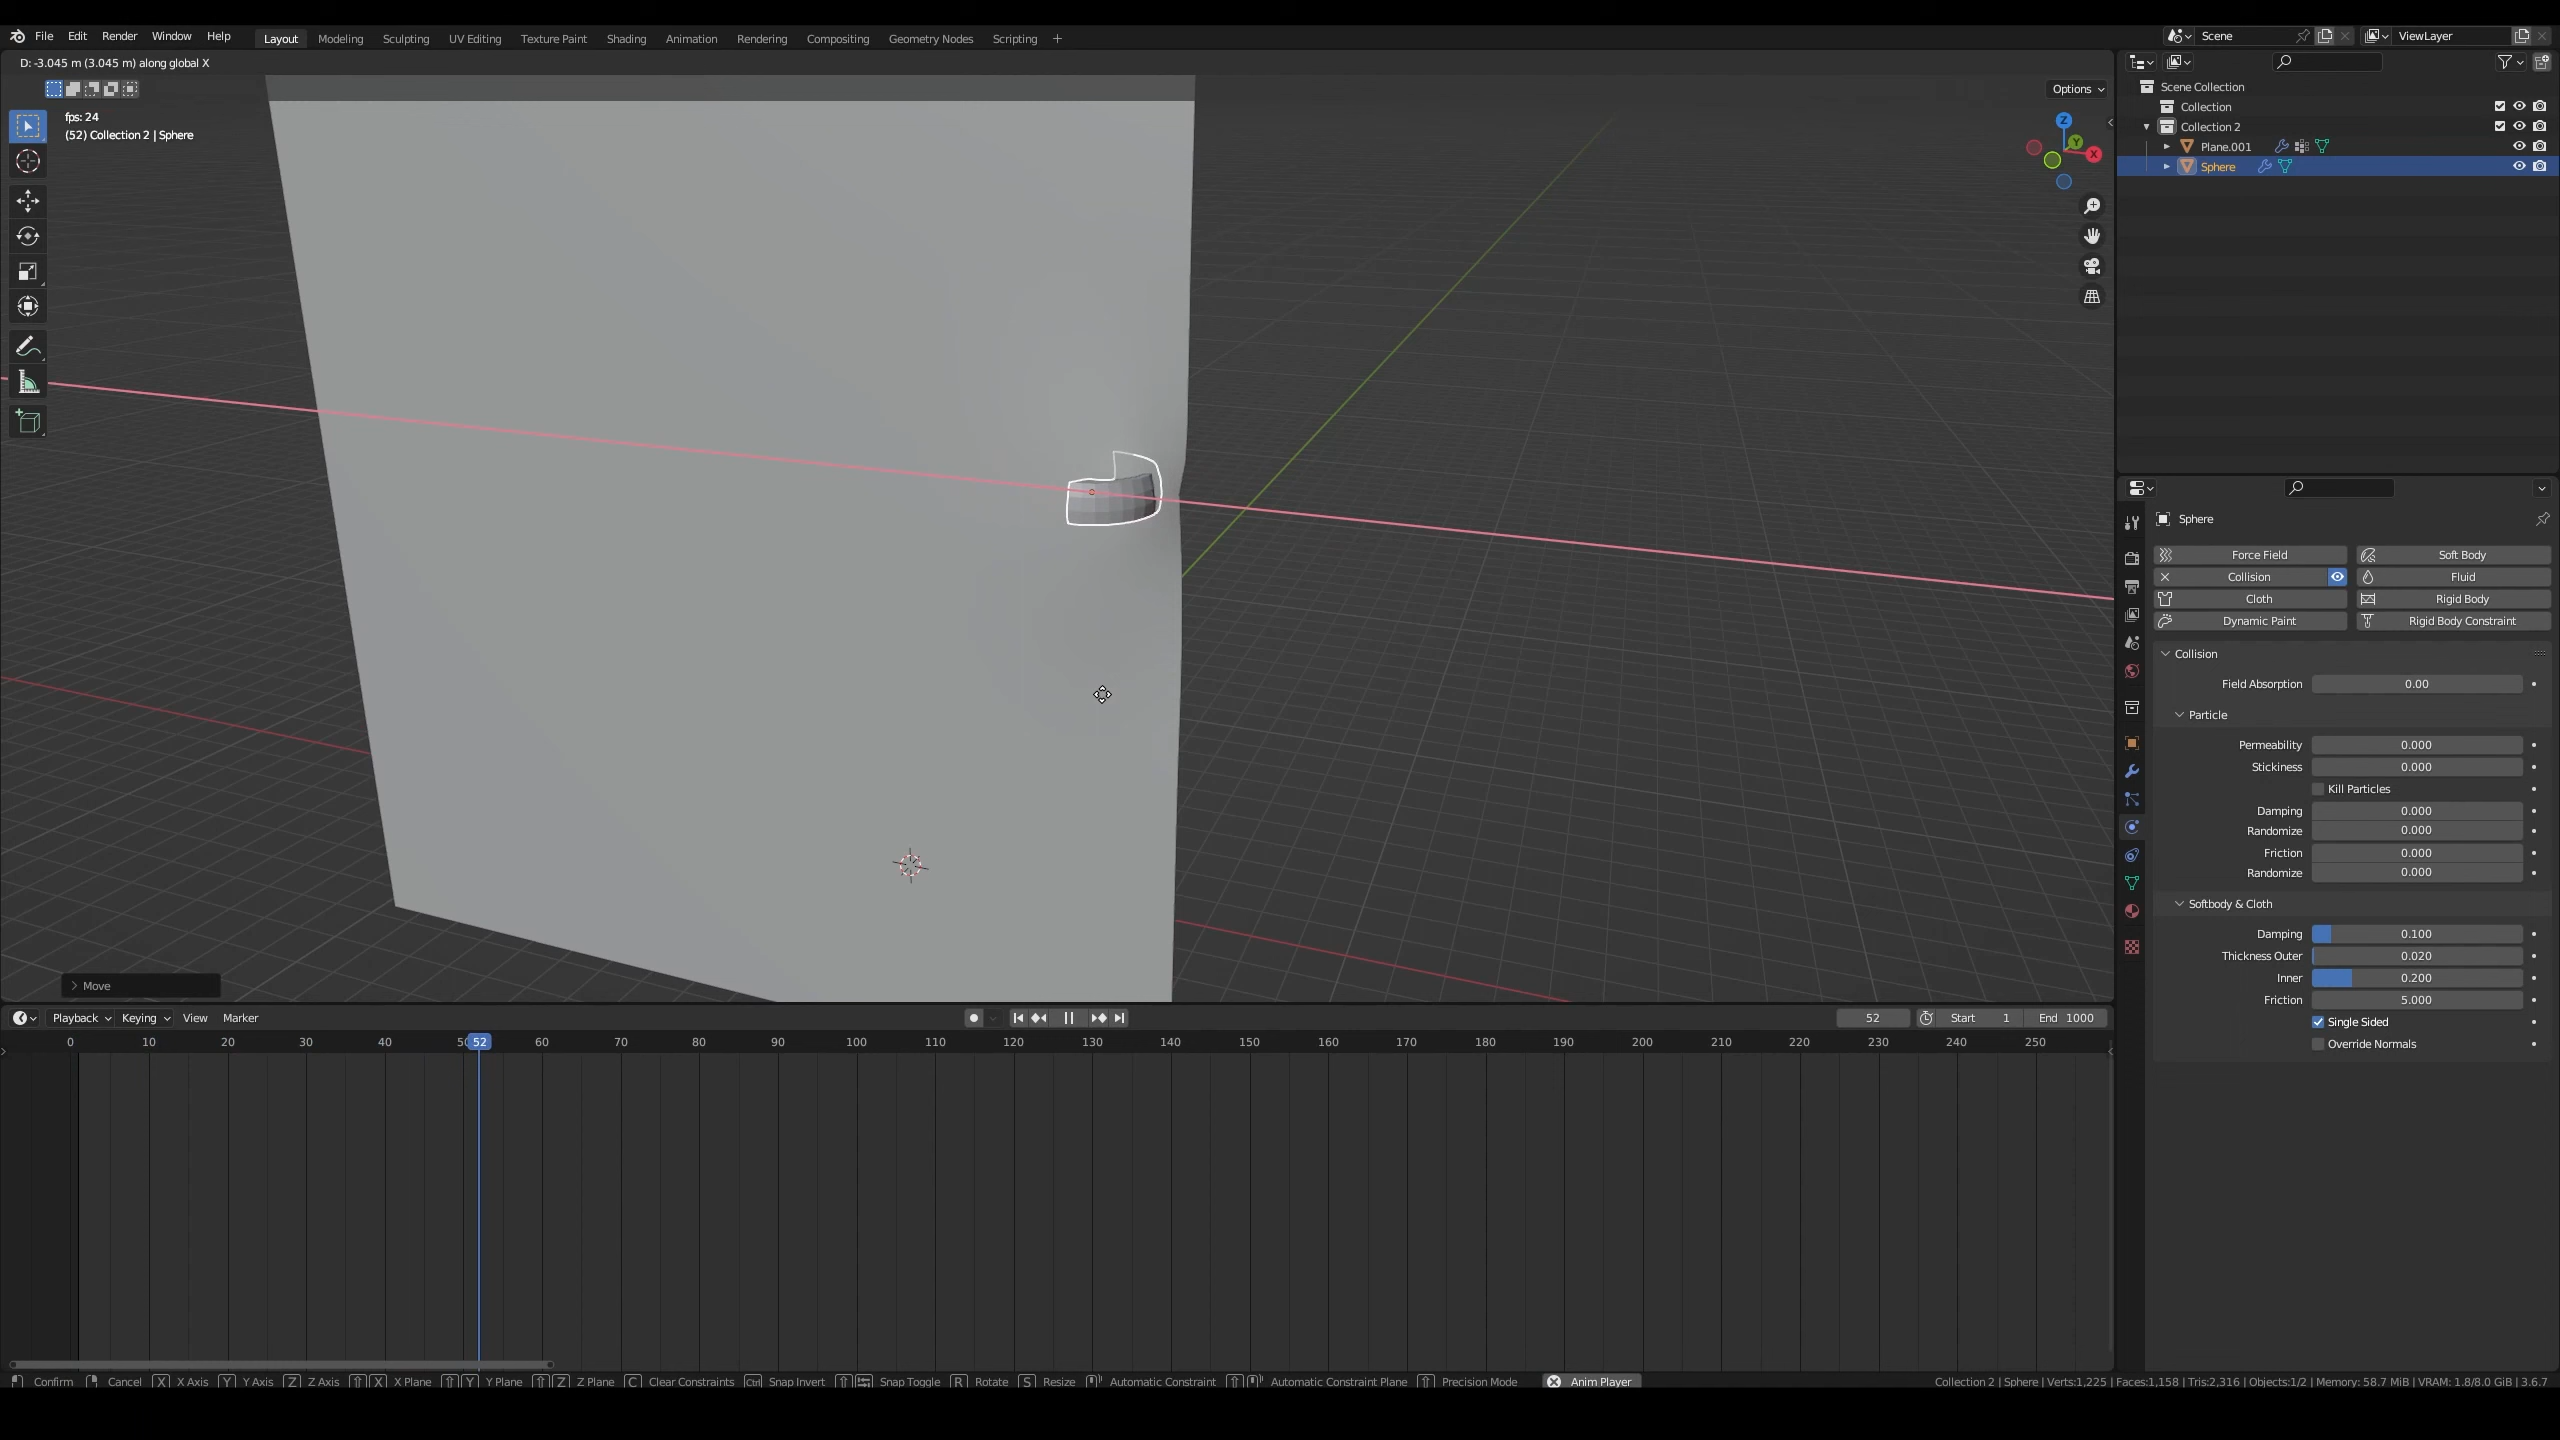 File Edit Render Window Help Layout Modeling Sculpting UV Editing Texture Paint Shading Animation Rendering Compositing Geometry Nodes Scripting + Scene ViewLayer
D: -3.045 m (3.045 m) along global X
Options
fps: 24
(52) Collection 2 | Sphere
Z
Y
X
Move
Scene Collection
Collection
Collection 2
Plane.001
Sphere
Sphere
Force Field Soft Body
Collision Fluid
Cloth Rigid Body
Dynamic Paint Rigid Body Constraint
Collision
Field Absorption 0.00
Particle
Permeability 0.000
Stickiness 0.000
Kill Particles
Damping 0.000
Randomize 0.000
Friction 0.000
Randomize 0.000
Softbody & Cloth
Damping 0.100
Thickness Outer 0.020
Inner 0.200
Friction 5.000
Single Sided
Override Normals
Playback Keying View Marker 52 Start 1 End 1000
0 10 20 30 40 50 52 60 70 80 90 100 110 120 130 140 150 160 170 180 190 200 210 220 230 240 250
Confirm Cancel X X Axis Y Y Axis Z Z Axis X X Plane Y Y Plane Z Z Plane C Clear Constraints Ctrl Snap Invert Snap Toggle R Rotate S Resize Automatic Constraint Automatic Constraint Plane Precision Mode Anim Player Collection 2 | Sphere | Verts:1,225 | Faces:1,158 | Tris:2,316 | Objects:1/2 | Memory: 58.7 MiB | VRAM: 1.8/8.0 GiB | 3.6.7